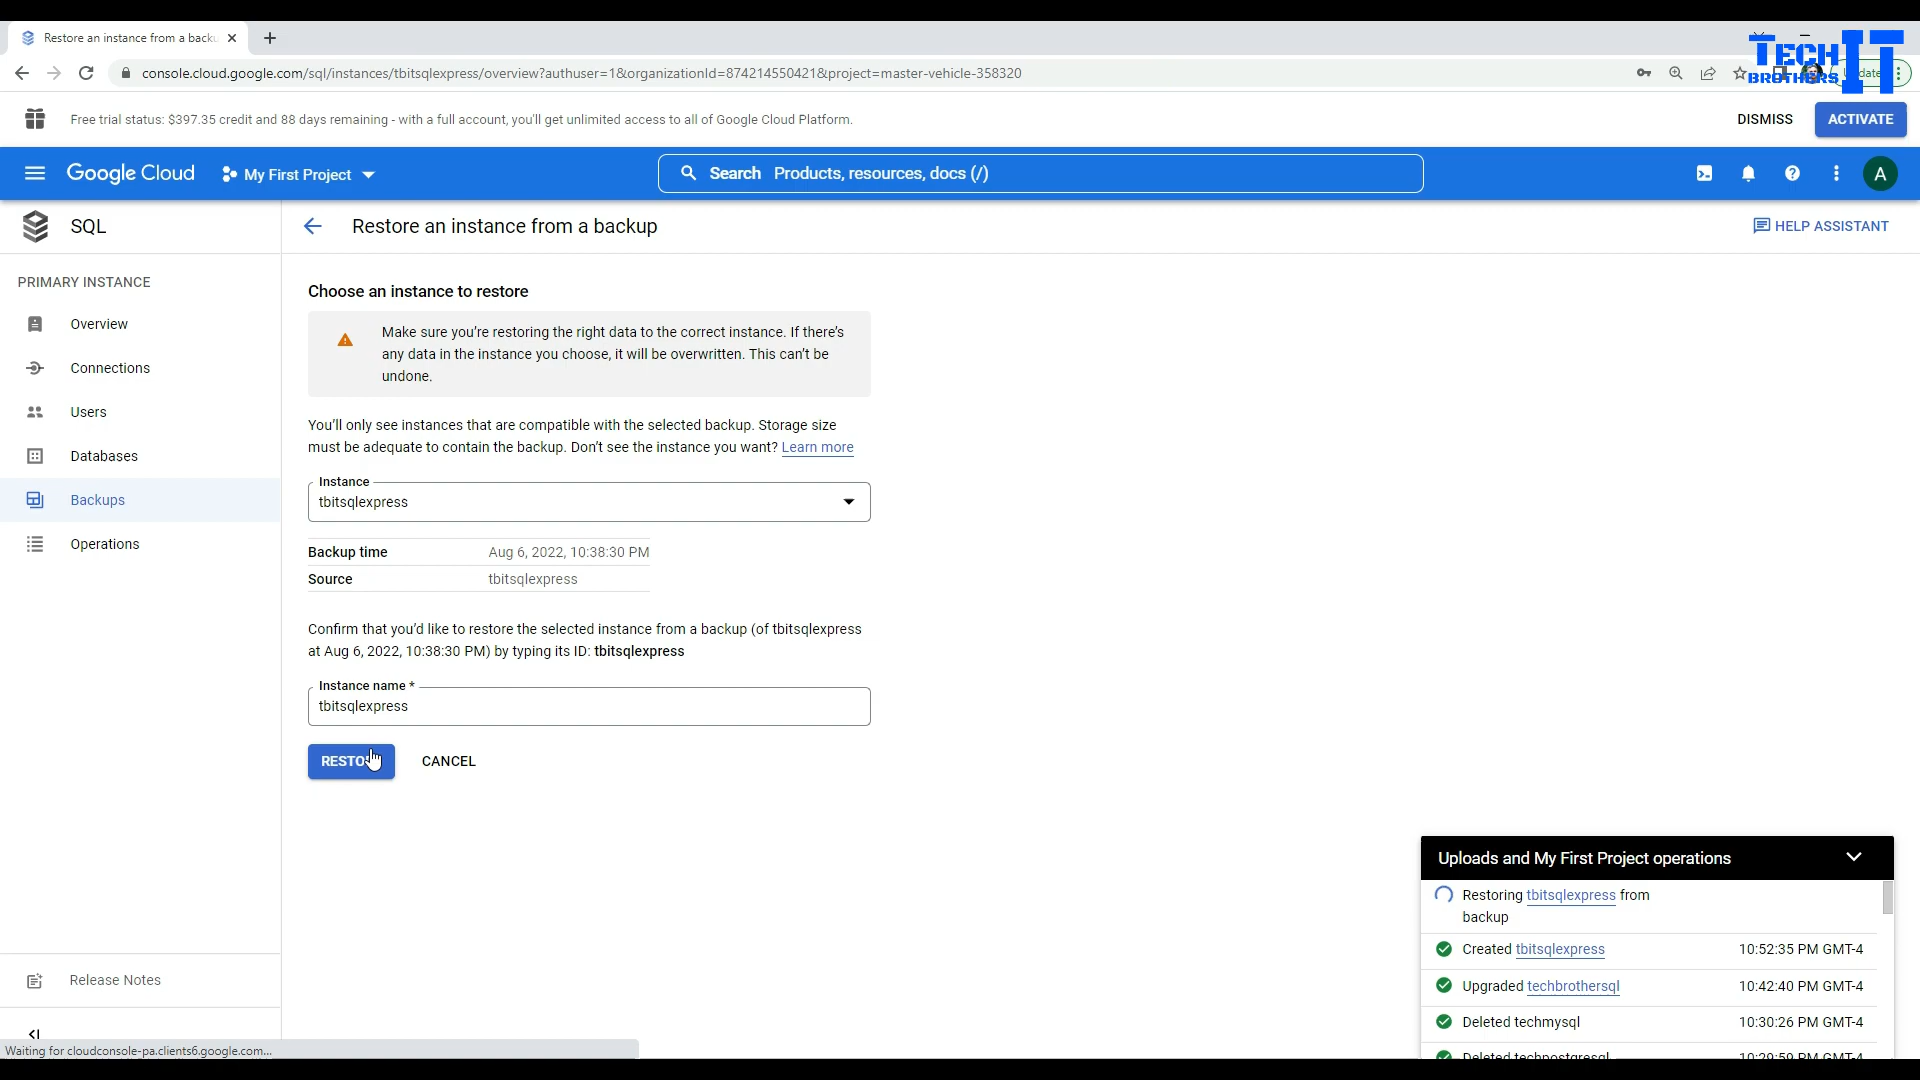 Restore an instance from a back
console.cloud.google.com/sql/instances/tbitsqlexpress/overview?authuser=1&organizationId=874214550421&project=master-vehicle-358320
TECH IT
BROTHERS
Free trial status: $397.35 credit and 88 days remaining - with a full account, you'll get unlimited access to all of Google Cloud Platform.
DISMISS
ACTIVATE
Google Cloud
My First Project
Search Products, resources, docs (/)
A
SQL
Restore an instance from a backup
HELP ASSISTANT
PRIMARY INSTANCE
Overview
Connections
Users
Databases
Backups
Operations
Release Notes
Choose an instance to restore
Make sure you're restoring the right data to the correct instance. If there's
any data in the instance you choose, it will be overwritten. This can't be
undone.
You'll only see instances that are compatible with the selected backup. Storage size
must be adequate to contain the backup. Don't see the instance you want? Learn more
Instance
tbitsqlexpress
Backup time Aug 6, 2022, 10:38:30 PM
Source tbitsqlexpress
Confirm that you'd like to restore the selected instance from a backup (of tbitsqlexpress
at Aug 6, 2022, 10:38:30 PM) by typing its ID: tbitsqlexpress
Instance name *
tbitsqlexpress
RESTO
CANCEL
Uploads and My First Project operations
Restoring tbitsqlexpress from
backup
Created tbitsqlexpress 10:52:35 PM GMT-4
Upgraded techbrothersql 10:42:40 PM GMT-4
Deleted techmysql 10:30:26 PM GMT-4
Deleted techpostgresql 10:29:59 PM GMT-4
Waiting for cloudconsole-pa.clients6.google.com...